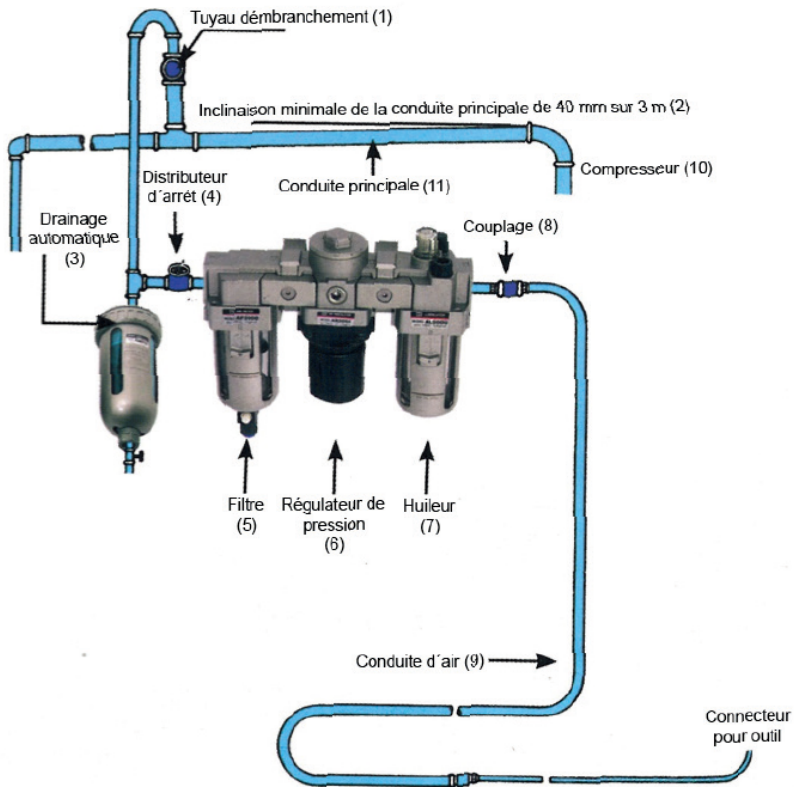 Tuyau démbranchement (1)
Inclinaison minimale de la conduite principale de 40 mm sur 3 m (2)
Compresseur (10)
Distributeur
d´arrét (4)
Conduite principale (11)
Drainage
automatique
(3)
Couplage (8)
Filtre
(5)
Régulateur de
pression
(6)
Huileur
(7)
Conduite d´air (9)
Connecteur
pour outil